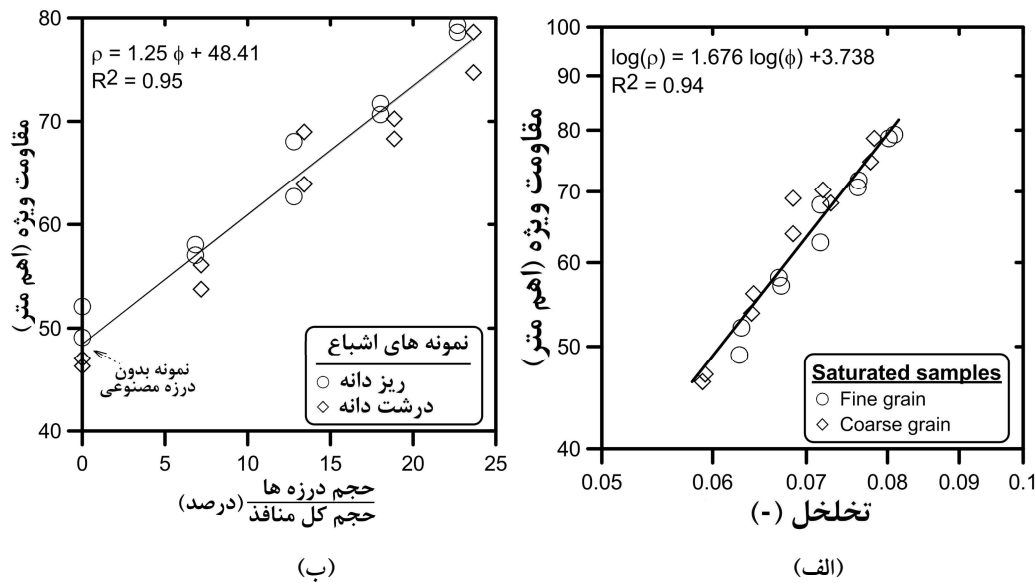 80
70
60
50
40
0
5
10
15
20
25
ρ = 1.25 ϕ + 48.41
R2 = 0.95
مقاومت ویژه (اهم متر)
نمونه بدون
درزه مصنوعی
نمونه های اشباع
ریز دانه
درشت دانه
حجم درزه ها
حجم کل منافذ
(درصد)
(ب)
100
90
80
70
60
50
40
0.05
0.06
0.07
0.08
0.09
0.1
log(ρ) = 1.676 log(ϕ) +3.738
R2 = 0.94
مقاومت ویژه (اهم متر)
Saturated samples
Fine grain
Coarse grain
تخلخل (-)
(الف)